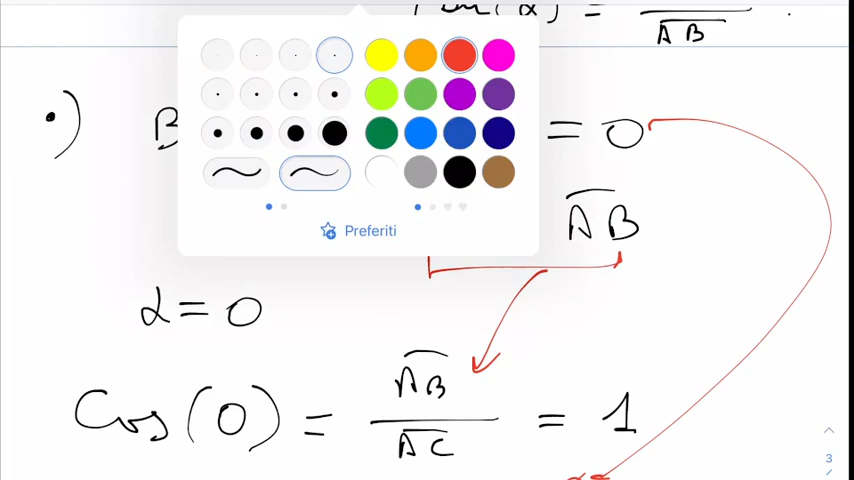 AB
•) B = 0
AB
α = 0
Preferiti
AB
Cos(0) = AC = 1
3